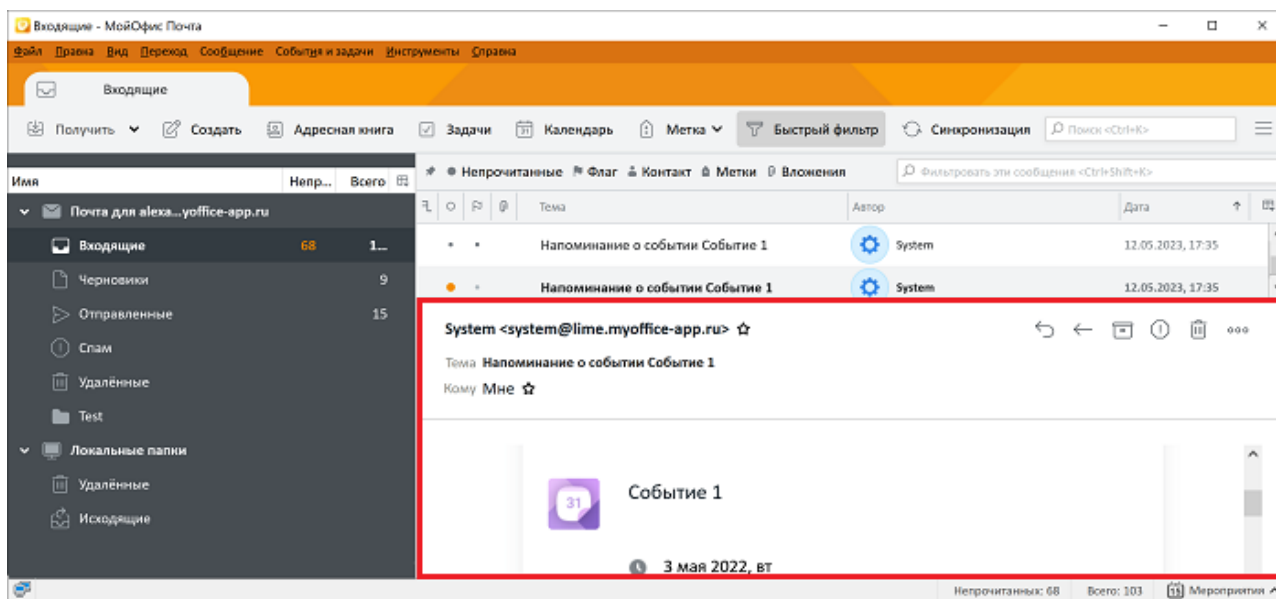 Входящие - МойОфис Почта
Файл Правка Вид Переход Сообщение События и задачи Инструменты Справка
Входящие
Получить Создать Адресная книга Задачи 31 Календарь Метка Быстрый фильтр Синхронизация Поиск <Ctrl+K>
Непрочитанные Флаг Контакт Метки Вложения Фильтровать эти сообщения <Ctrl+Shift+K>
Имя Непр... Всего
Тема Автор Дата
Почта для alexa...yoffice-app.ru
Входящие 68 1...
Напоминание о событии Событие 1 System 12.05.2023, 17:35
Черновики 9
Напоминание о событии Событие 1 System 12.05.2023, 17:35
Отправленные 15
Спам
Удалённые
Test
Локальные папки
Удалённые
Исходящие
System <system@lime.myoffice-app.ru>
Тема Напоминание о событии Событие 1
Кому Мне
31 Событие 1
3 мая 2022, вт
Непрочитанных: 68 Всего: 103 Мероприятия